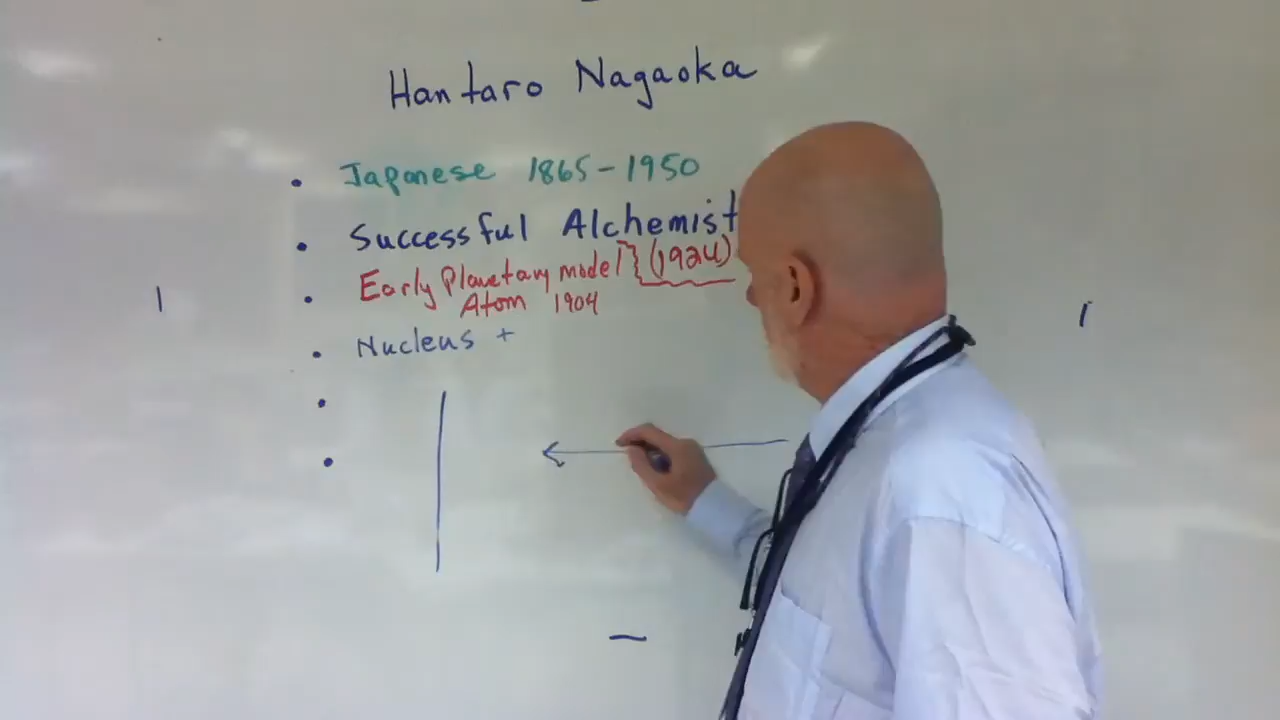 Hantaro Nagaoka
• Japanese 1865-1950
• Successful Alchemist
• Early Planetary model } (1924)
Atom 1904
• Nucleus +
•
•